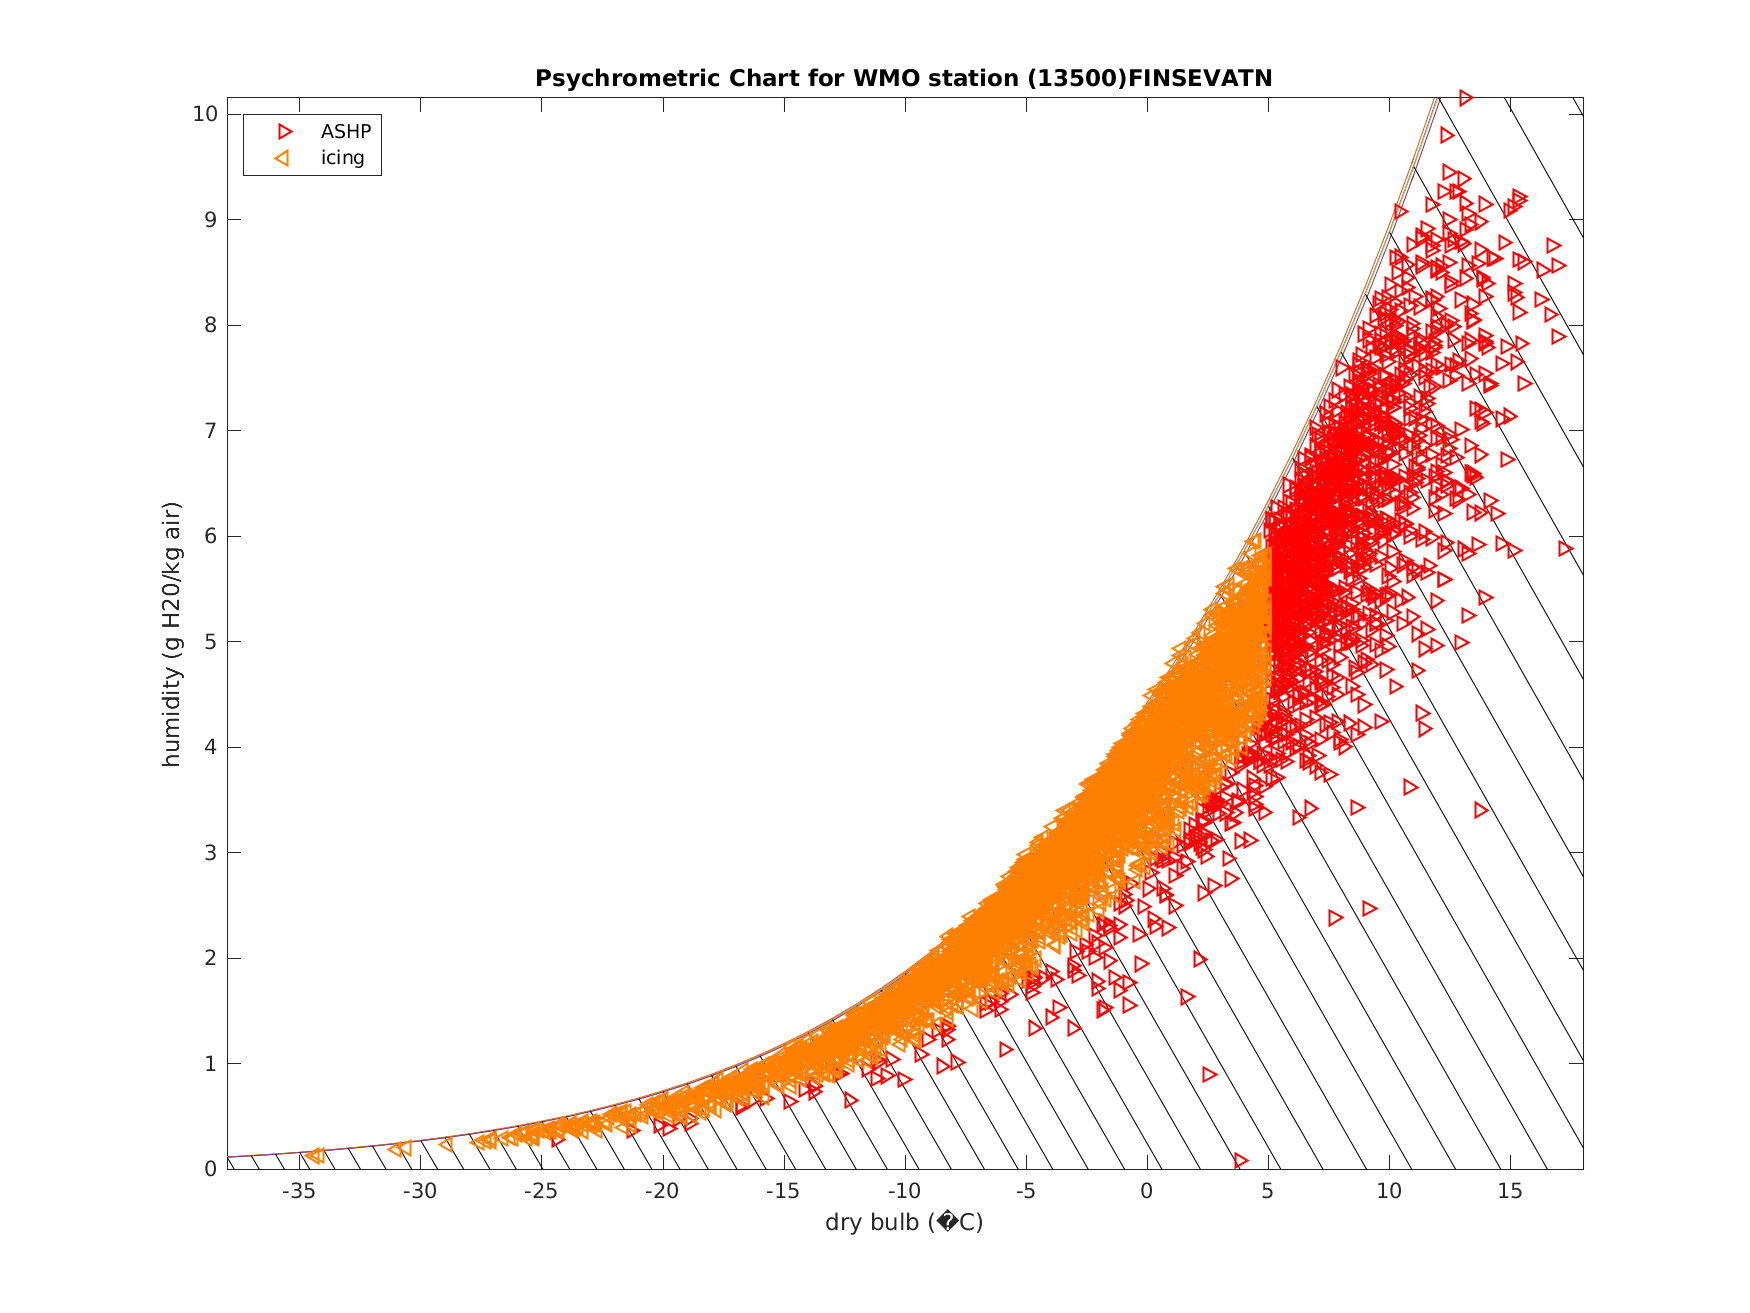 Psychrometric Chart for WMO station (13500)FINSEVATN
ASHP
icing
10
9
8
7
6
5
4
3
2
1
0
humidity (g H20/kg air)
-35 -30 -25 -20 -15 -10 -5 0 5 10 15
dry bulb (�C)